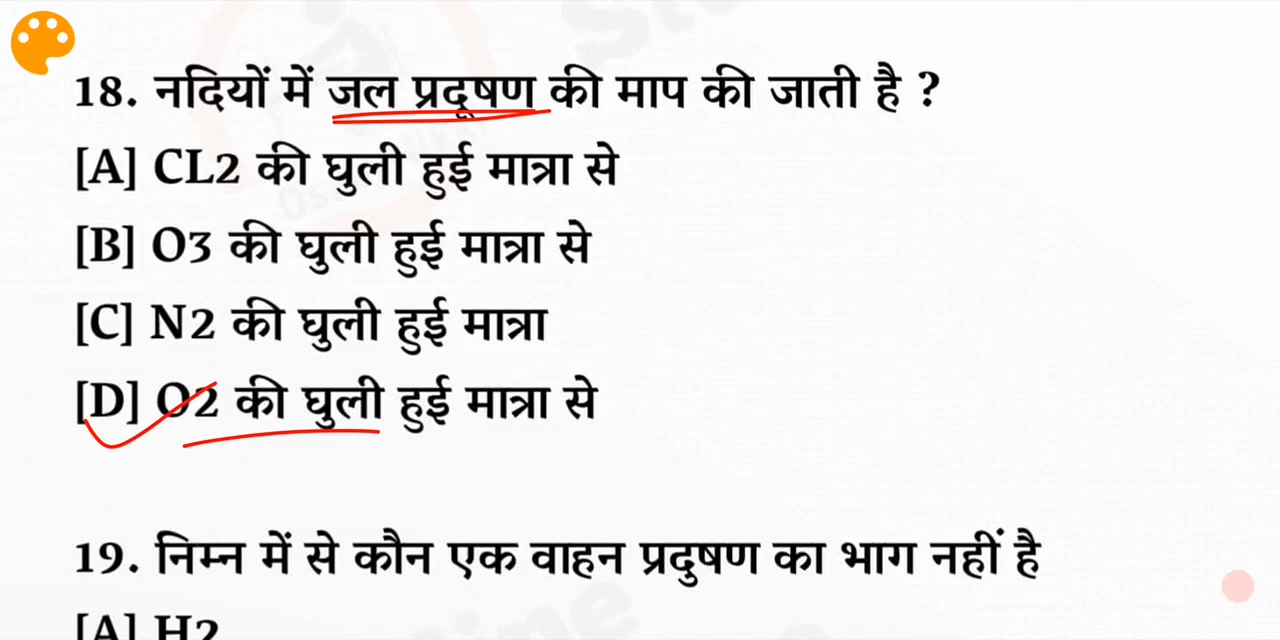 18. नदियों में जल प्रदूषण की माप की जाती है ?
[A] CL2 की घुली हुई मात्रा से
[B] O3 की घुली हुई मात्रा से
[C] N2 की घुली हुई मात्रा
[D] O2 की घुली हुई मात्रा से
19. निम्न में से कौन एक वाहन प्रदुषण का भाग नहीं है
[A] H2